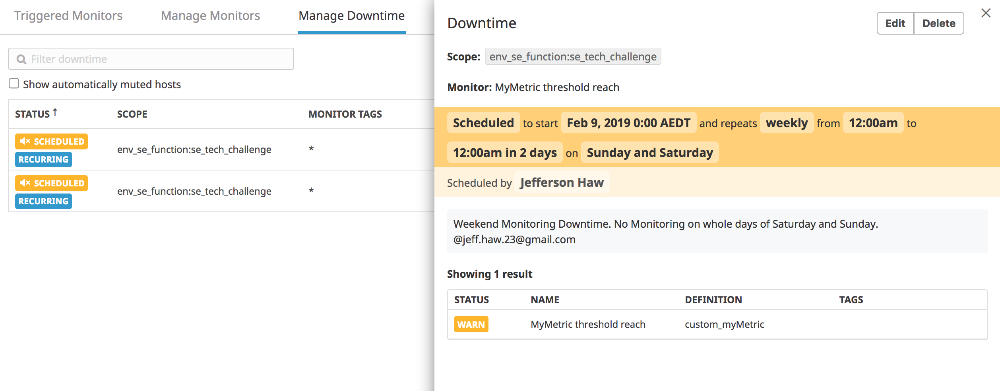 Triggered Monitors
Manage Monitors
Manage Downtime
Filter downtime
Show automatically muted hosts
STATUS ↑ SCOPE MONITOR TAGS
SCHEDULED
RECURRING
env_se_function:se_tech_challenge *
SCHEDULED
RECURRING
env_se_function:se_tech_challenge *
Downtime
Edit Delete
Scope: env_se_function:se_tech_challenge
Monitor: MyMetric threshold reach
Scheduled to start Feb 9, 2019 0:00 AEDT and repeats weekly from 12:00am to
12:00am in 2 days on Sunday and Saturday
Scheduled by Jefferson Haw
Weekend Monitoring Downtime. No Monitoring on whole days of Saturday and Sunday.
@jeff.haw.23@gmail.com
Showing 1 result
STATUS NAME DEFINITION TAGS
WARN MyMetric threshold reach custom_myMetric